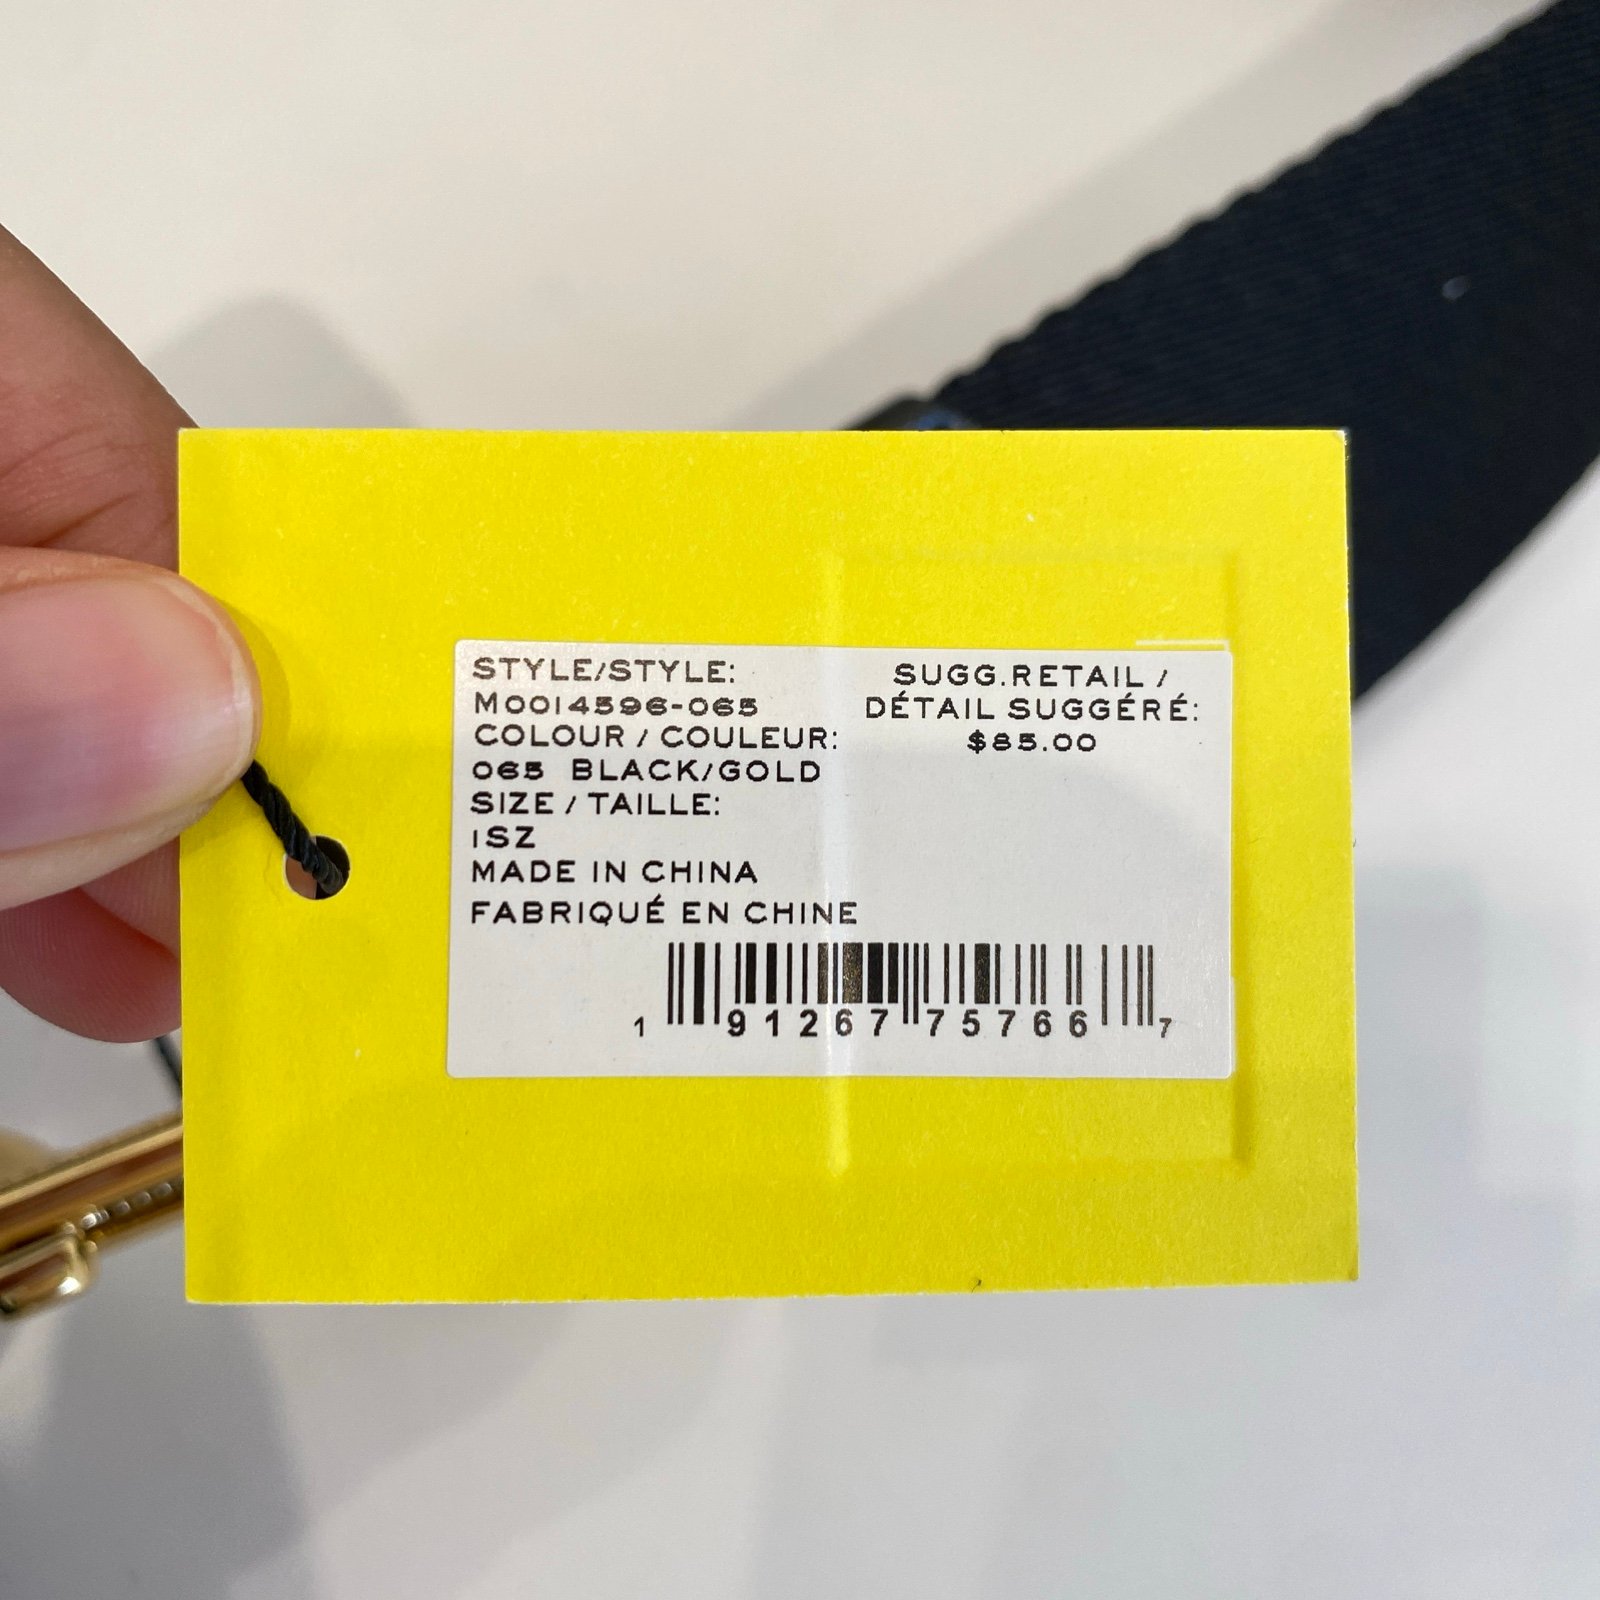 STYLE/STYLE:
M0014596-065
COLOUR / COULEUR:
065 BLACK/GOLD
SIZE / TAILLE:
1SZ
MADE IN CHINA
FABRIQUÉ EN CHINE
SUGG.RETAIL /
DÉTAIL SUGGÉRÉ:
$85.00
1 91267 75766 7